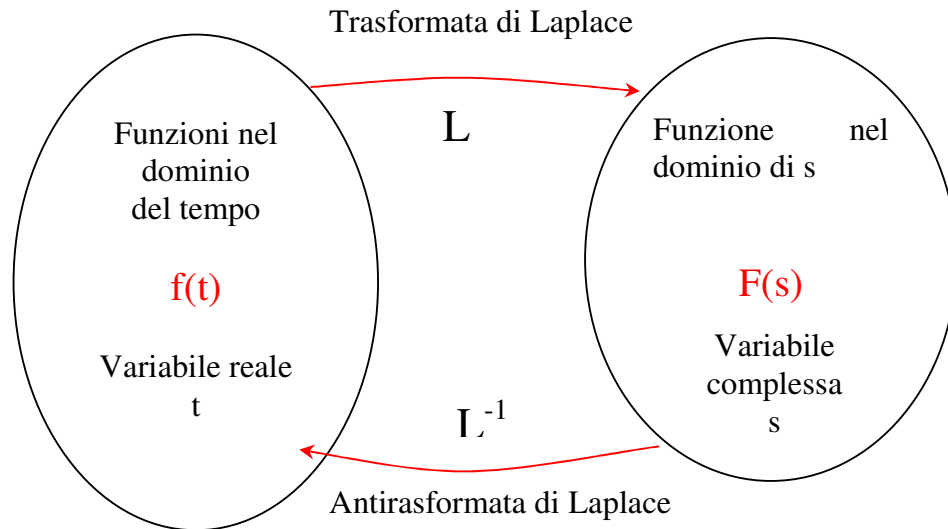 Trasformata di Laplace
L
Funzioni nel
dominio
del tempo
f(t)
Variabile reale
t
Funzione nel
dominio di s
F(s)
Variabile
complessa
s
L-1
Antirasformata di Laplace